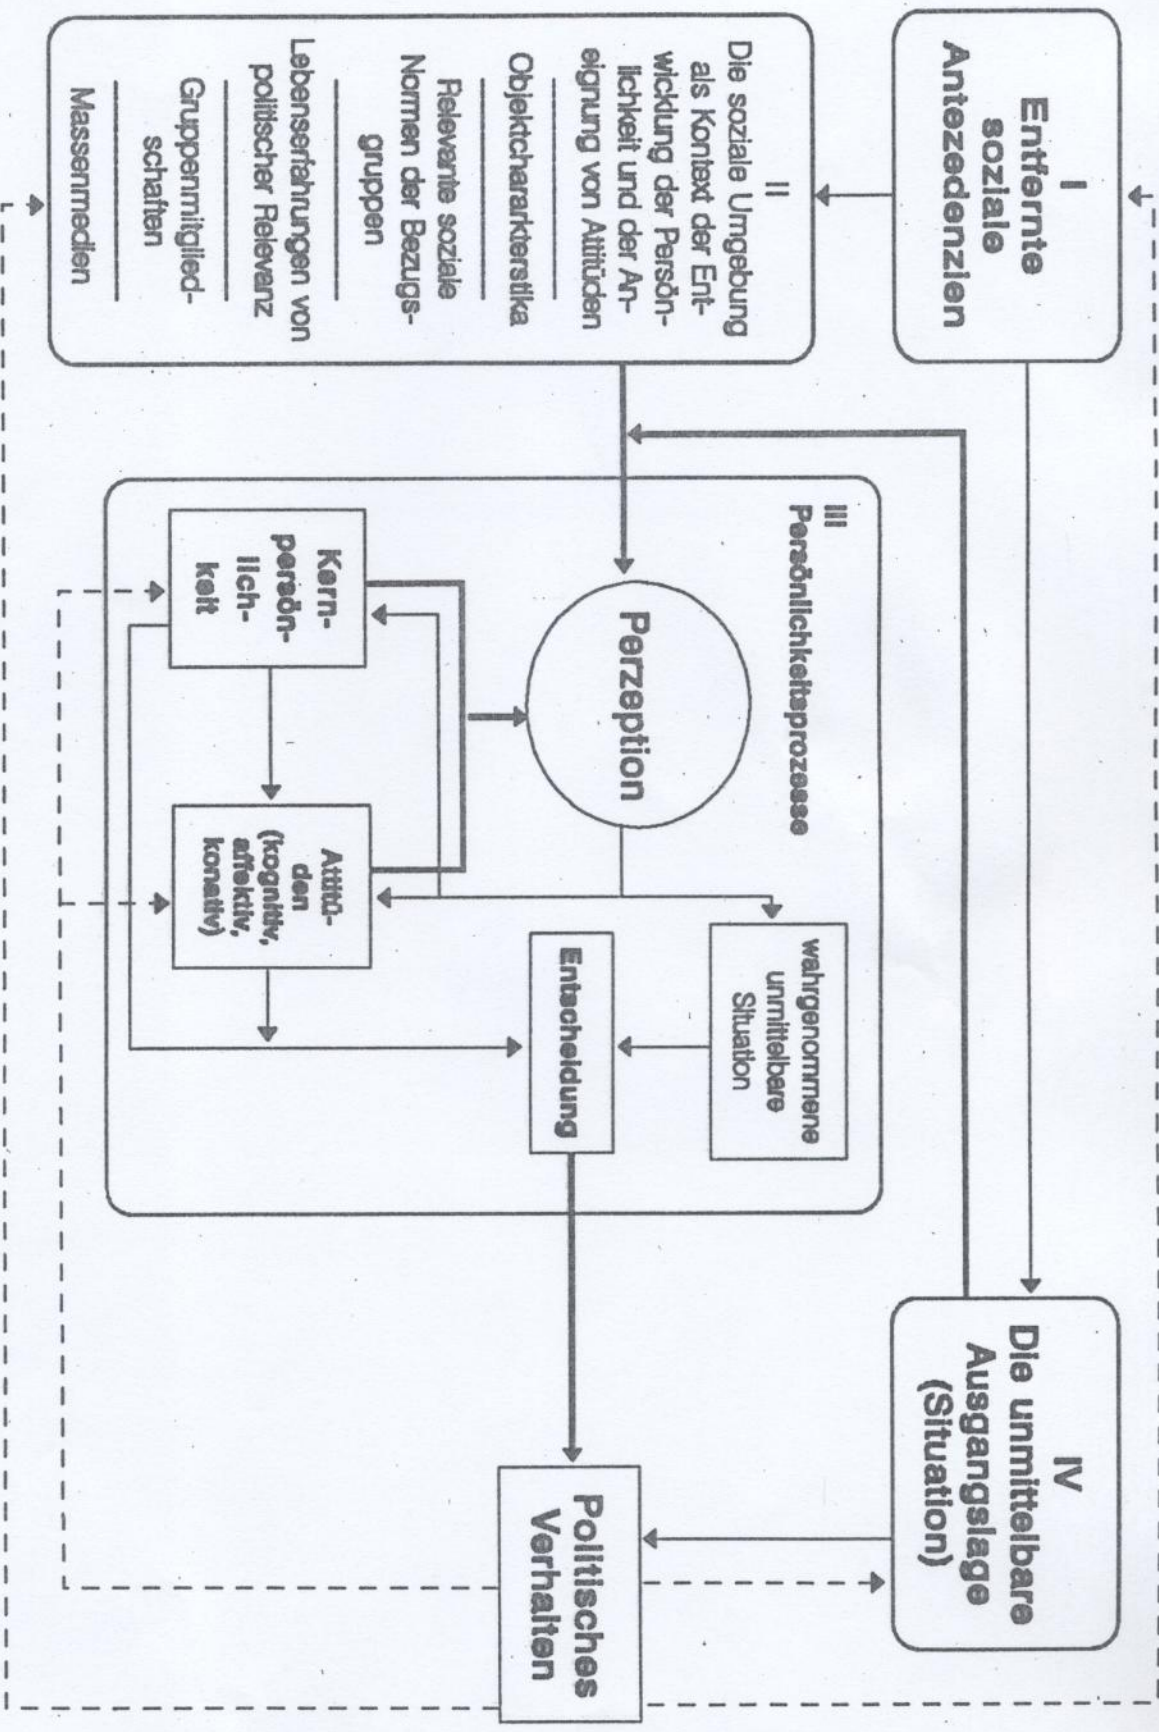 I
Entfernte
soziale
Antezedenzien
II
Die soziale Umgebung
als Kontext der Ent-
wicklung der Persön-
lichkeit und der An-
eignung von Attitüden
Objektcharakterstika
Relevante soziale
Normen der Bezugs-
gruppen
Lebenserfahrungen von
politischer Relevanz
Gruppenmitglied-
schaften
Massenmedien
III
Persönlichkeitsprozesse
Perzeption
Kern-
persön-
lich-
keit
Attitü-
den
(kognitiv,
affektiv,
konativ)
wahrgenommene
unmittelbare
Situation
Entscheidung
IV
Die unmittelbare
Ausgangslage
(Situation)
Politisches
Verhalten